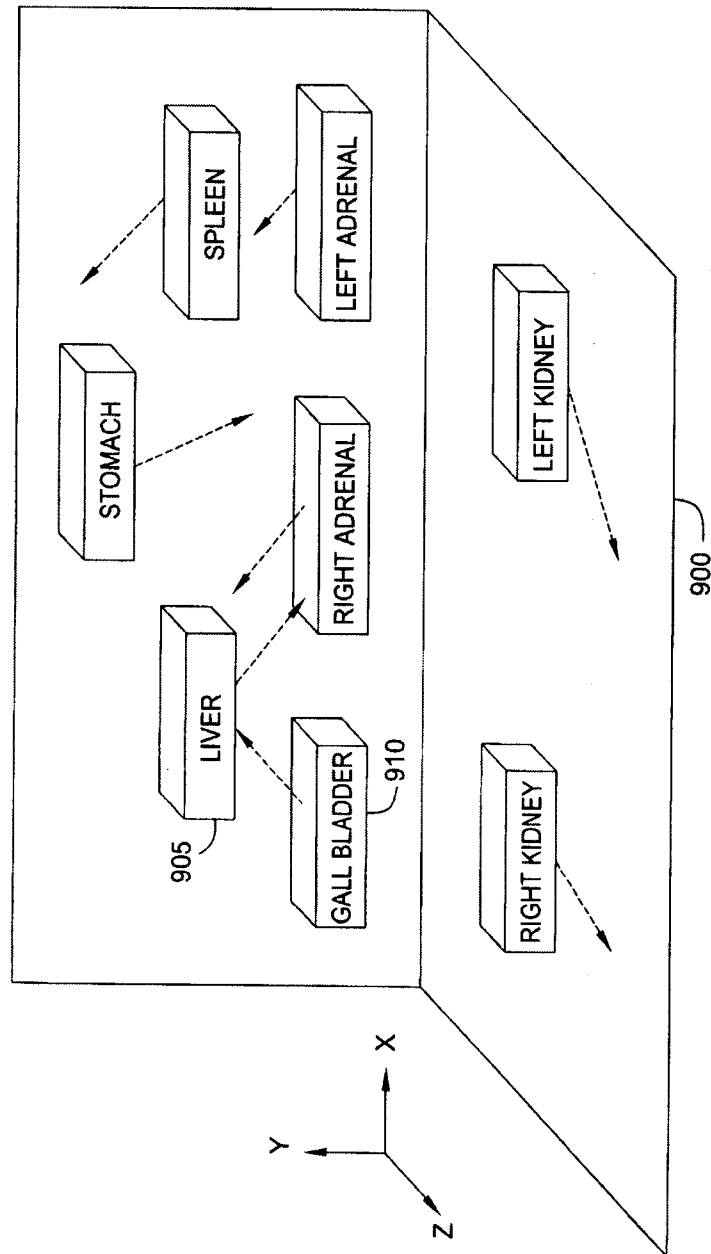 STOMACH
SPLEEN
LIVER
905
GALL BLADDER
910
RIGHT ADRENAL
LEFT ADRENAL
Y
X
Z
RIGHT KIDNEY
LEFT KIDNEY
900